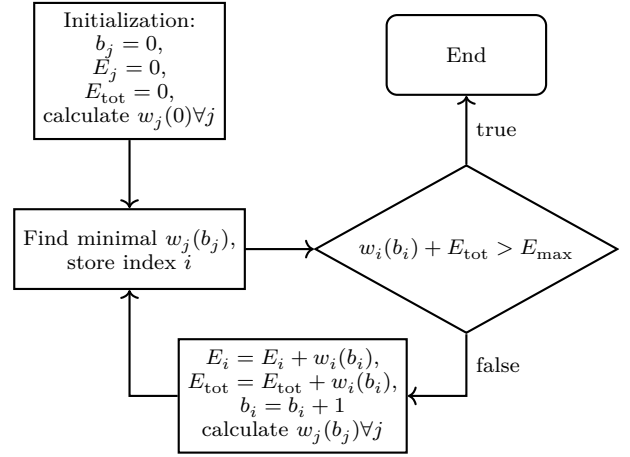 Initialization:
b_j = 0,
E_j = 0,
E_tot = 0,
calculate w_j(0)∀j
End
true
Find minimal w_j(b_j),
store index i
w_i(b_i) + E_tot > E_max
false
E_i = E_i + w_i(b_i),
E_tot = E_tot + w_i(b_i),
b_i = b_i + 1
calculate w_j(b_j)∀j